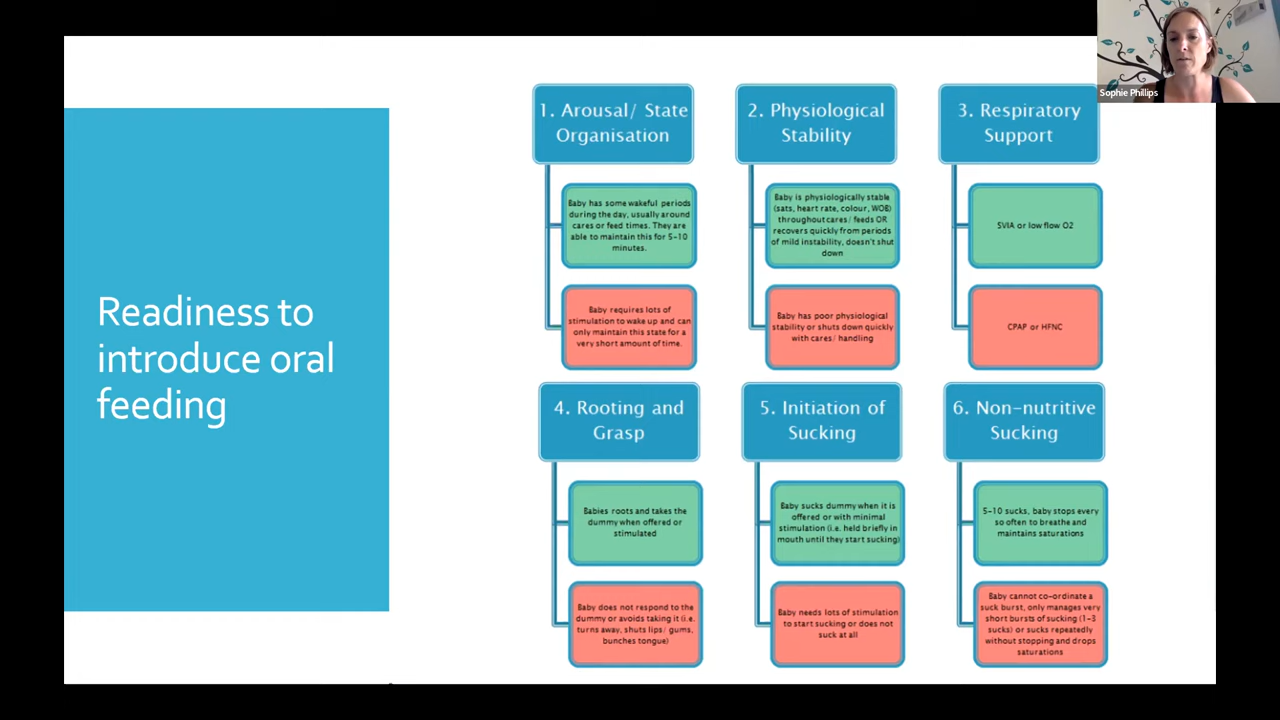 Sophie Phillips
Readiness to
introduce oral
feeding
1. Arousal/ State
Organisation
Baby has some wakeful periods
during the day, usually around
cares or feed times. They are
able to maintain this for 5-10
minutes.
Baby requires lots of
stimulation to wake up and can
only maintain this state for a
very short amount of time.
2. Physiological
Stability
Baby is physiologically stable
(sats, heart rate, colour, WOB)
throughout cares/ feeds OR
recovers quickly from periods
of mild instability, doesn't shut
down
Baby has poor physiological
stability or shuts down quickly
with cares/ handling
3. Respiratory
Support
SVIA or low flow O2
CPAP or HFNC
4. Rooting and
Grasp
Babies roots and takes the
dummy when offered or
stimulated
Baby does not respond to the
dummy or avoids taking it (i.e.
turns away, shuts lips/ gums,
bunches tongue)
5. Initiation of
Sucking
Baby sucks dummy when it is
offered or with minimal
stimulation (i.e. held briefly in
mouth until they start sucking)
Baby needs lots of stimulation
to start sucking or does not
suck at all
6. Non-nutritive
Sucking
5-10 sucks, baby stops every
so often to breathe and
maintains saturations
Baby cannot co-ordinate a
suck burst, only manages very
short bursts of sucking (1-3
sucks) or sucks repeatedly
without stopping and drops
saturations